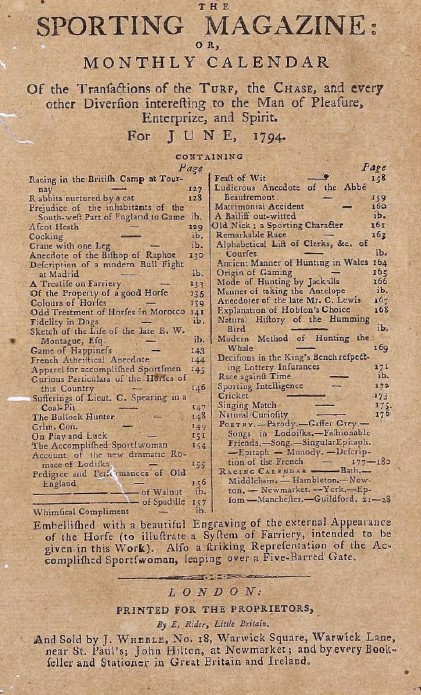 THE
SPORTING MAGAZINE:
OR,
MONTHLY CALENDAR
Of the Tranſactions of the TURF, the CHASE, and every
other Diverſion intereſting to the Man of Pleaſure,
Enterprize, and Spirit.
For JUNE, 1794.
CONTAINING
Page
Racing in the Britiſh Camp at Tour-
nay — 127
Rabbits nurtured by a cat 128
Prejudice of the inhabitants of the
South-weſt Part of England to Game ib.
Aſcot Heath — 129
Cocking — ib.
Crane with one Leg — ib.
Anecdote of the Biſhop of Raphoe 130
Deſcription of a modern Bull Fight
at Madrid — ib.
A Treatiſe on Farriery — 133
Of the Property of a good Horſe 135
Colours of Horſes — 139
Odd Treatment of Horſes in Morocco 141
Fidelity in Dogs — ib.
Sketch of the Life of the late E. W.
Montague, Eſq. — ib.
Game of Happineſs — 143
French Atheiſtical Anecdote 144
Apparel for accompliſhed Sportſmen 145
Curious Particulars of the Horſes of
this Country — 146
Sufferings of Lieut. C. Spearing in a
Coal-Pit — 147
The Bullock Hunter — 148
Crim. Con. — 149
On Play and Luck — 151
The Accompliſhed Sportſwoman 154
Account of the new dramatic Ro-
mace of Lodiſka — 155
Pedigree and Performances of Old
England — 156
— of Walnut ib.
— of Spadille 157
Whimſical Compliment — ib.
Page
Feaſt of Wit — 158
Ludicrous Anecdote of the Abbé
Beaufremont — 159
Matrimonial Accident — 160
A Bailiff out-witted — ib.
Old Nick; a Sporting Character 161
Remarkable Race — 163
Alphabetical Liſt of Clerks, &c. of
Courſes — ib.
Ancient Manner of Hunting in Wales 164
Origin of Gaming — 165
Mode of Hunting by Jackalls 166
Manner of taking the Antelope ib.
Anecdotes of the late Mr. C. Lewis 167
Explanation of Hobſon's Choice 168
Natural Hiſtory of the Humming
Bird — ib.
Modern Method of Hunting the
Whale — 169
Deciſions in the King's Bench reſpect-
ing Lottery Inſurances 171
Race againſt Time — ib.
Sporting Intelligence — 172
Cricket — 173
Singing Match — 175
Natural Curioſity — 176
POETRY.—Parody.—Gaffer Grey.—
Songs in Lodoiſka.—Faſhionable
Friends.—Song.—Singular Epitaph.
—Epitaph — Monody. — Deſcrip-
tion of the French 177—180
RACING CALENDAR — Bath,—
Middleham, — Hambleton,—New-
ton, — Newmarket. — York.—Ep-
ſom —Mancheſter.—Guildford. 21—28
Embelliſhed with a beautiful Engraving of the external Appearance
of the Horſe (to illuſtrate a Syſtem of Farriery, intended to be
given in this Work). Alſo a ſtriking Repreſentation of the Ac-
compliſhed Sportſwoman, leaping over a Five-Barred Gate.
LONDON:
PRINTED FOR THE PROPRIETORS,
By E. Rider, Little Britain.
And Sold by J. WHEBLE, No. 18, Warwick Square, Warwick Lane,
near St. Paul's; John Hilton, at Newmarket; and by every Book-
ſeller and Stationer in Great Britain and Ireland.